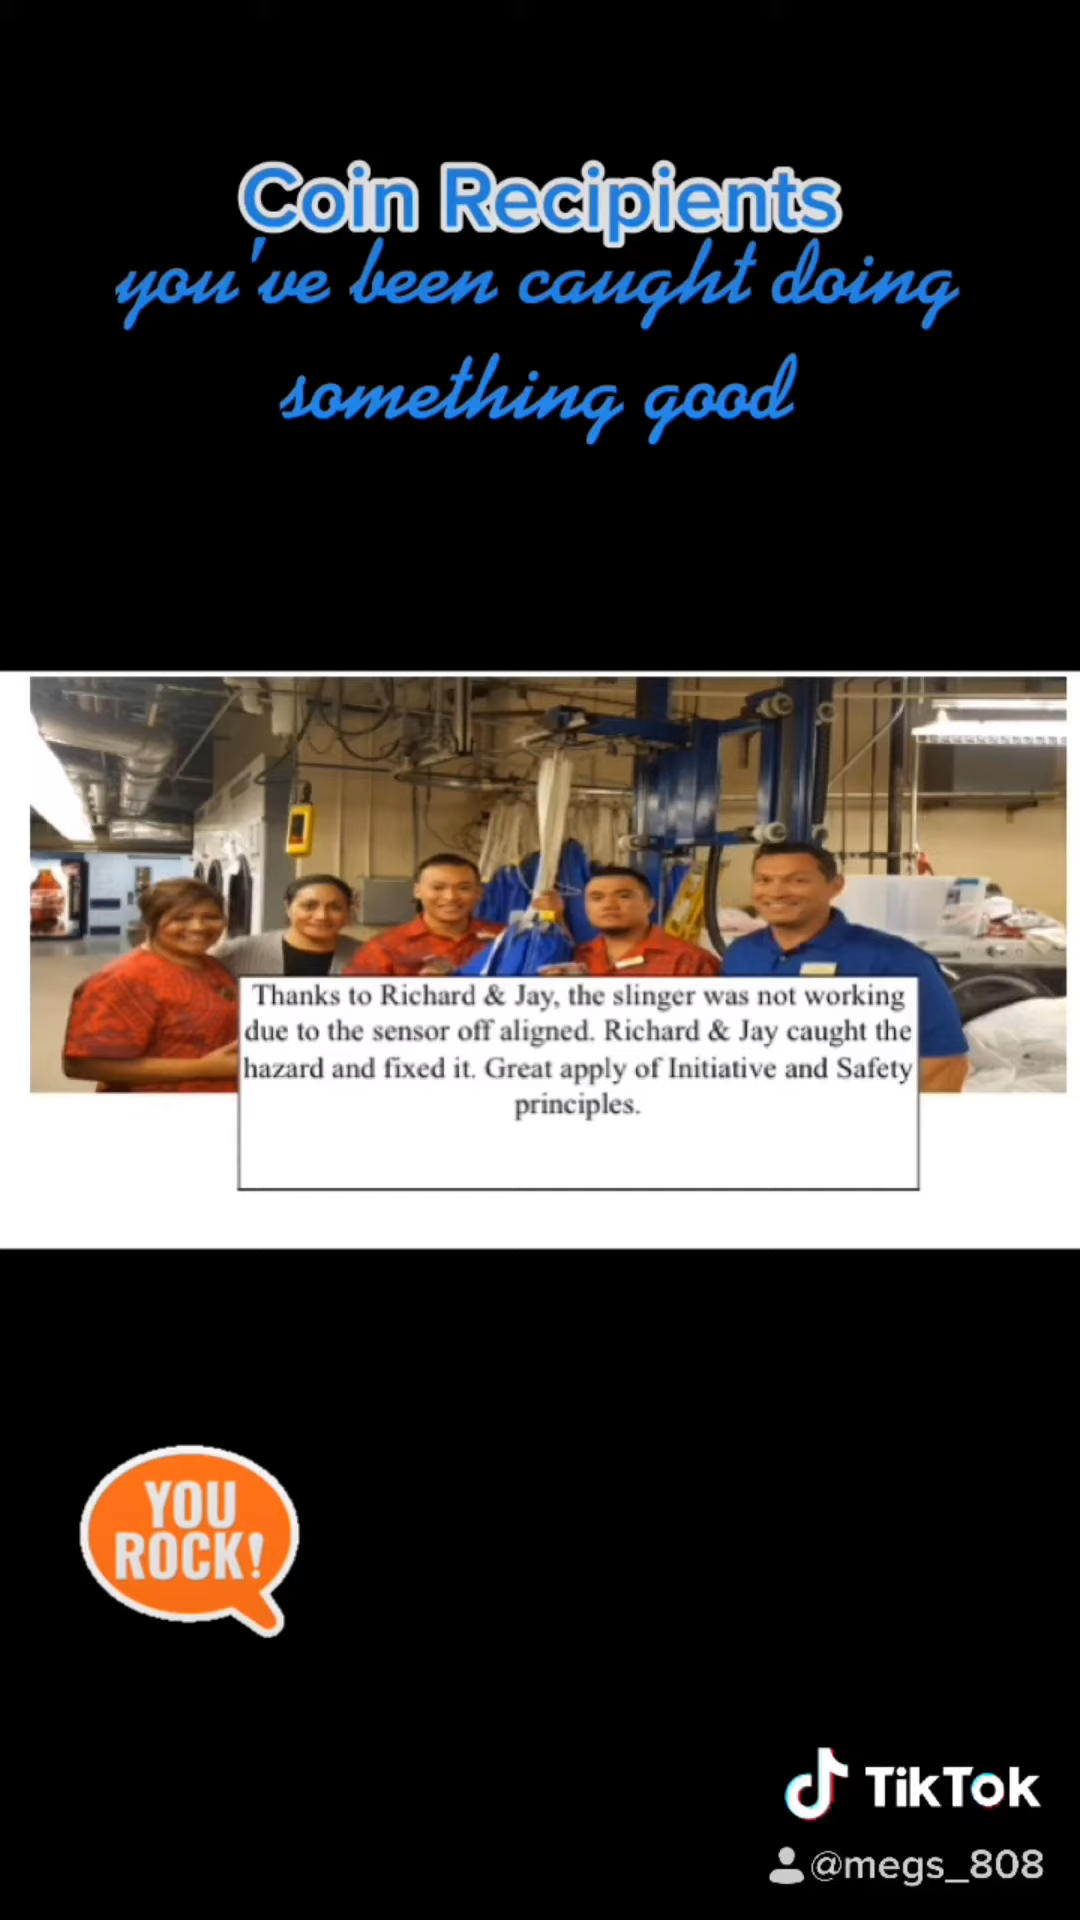 Coin Recipients
you've been caught doing
something good
Thanks to Richard & Jay, the slinger was not working
due to the sensor off aligned. Richard & Jay caught the
hazard and fixed it. Great apply of Initiative and Safety
principles.
YOU
ROCK!
TikTok
@megs_808